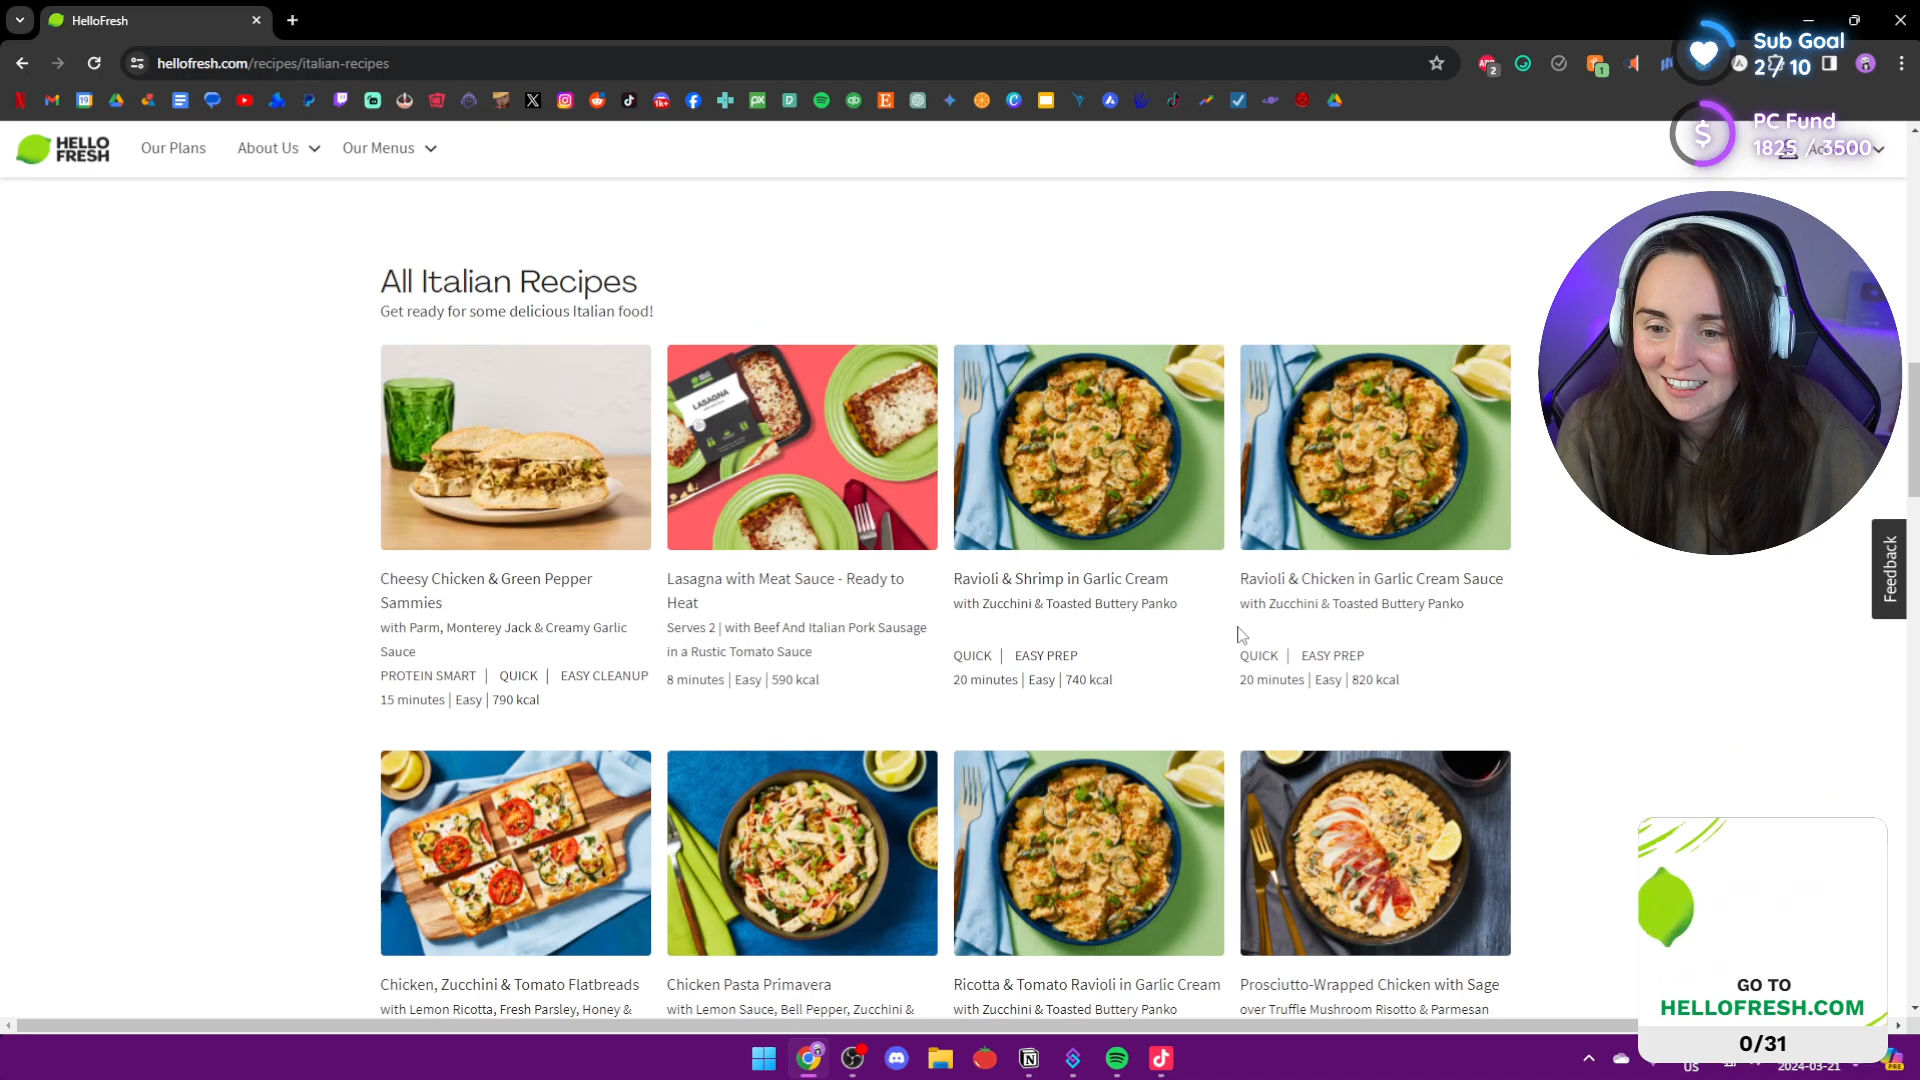 HelloFresh
hellofresh.com/recipes/italian-recipes
Sub Goal
2 / 10
PC Fund
1825 / 3500
HELLO
FRESH
Our Plans
About Us
Our Menus
All Italian Recipes
Get ready for some delicious Italian food!
LASAGNA
Cheesy Chicken & Green Pepper
Sammies
with Parm, Monterey Jack & Creamy Garlic
Sauce
PROTEIN SMART | QUICK | EASY CLEANUP
15 minutes | Easy | 790 kcal
Lasagna with Meat Sauce - Ready to
Heat
Serves 2 | with Beef And Italian Pork Sausage
in a Rustic Tomato Sauce
8 minutes | Easy | 590 kcal
Ravioli & Shrimp in Garlic Cream
with Zucchini & Toasted Buttery Panko
QUICK | EASY PREP
20 minutes | Easy | 740 kcal
Ravioli & Chicken in Garlic Cream Sauce
with Zucchini & Toasted Buttery Panko
QUICK | EASY PREP
20 minutes | Easy | 820 kcal
Feedback
Chicken, Zucchini & Tomato Flatbreads
with Lemon Ricotta, Fresh Parsley, Honey &
Chicken Pasta Primavera
with Lemon Sauce, Bell Pepper, Zucchini &
Ricotta & Tomato Ravioli in Garlic Cream
with Zucchini & Toasted Buttery Panko
Prosciutto-Wrapped Chicken with Sage
over Truffle Mushroom Risotto & Parmesan
GO TO
HELLOFRESH.COM
0/31
US
2024-03-21